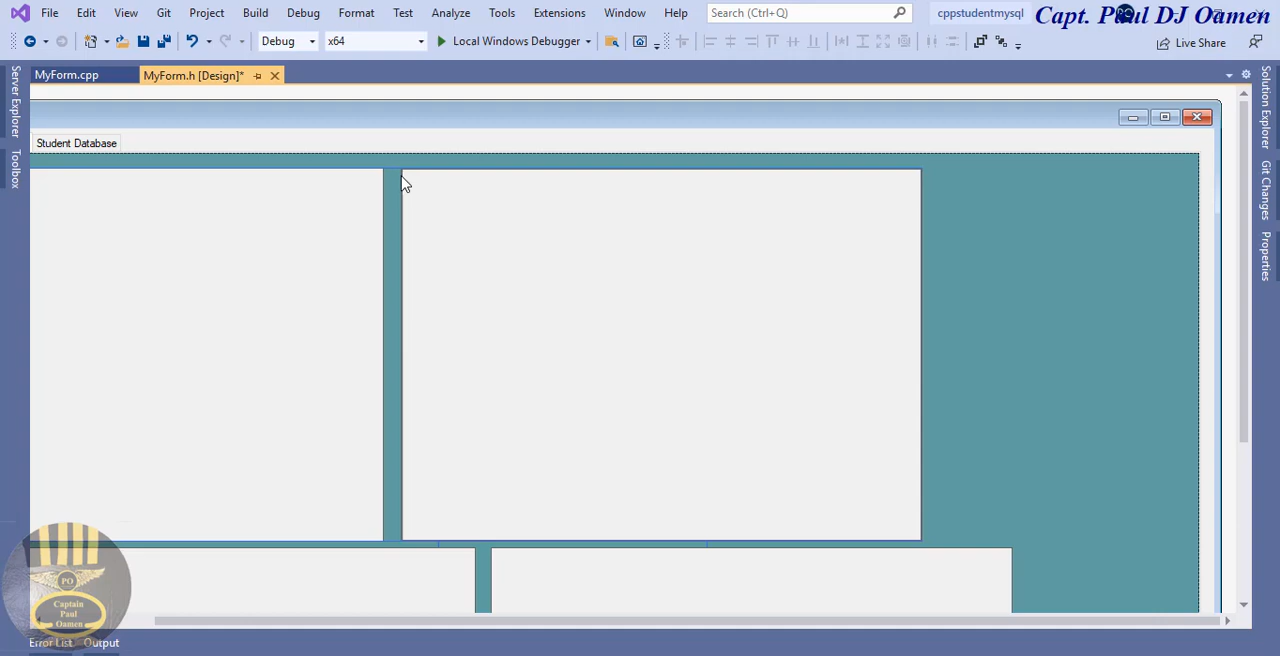 File Edit View Git Project Build Debug Format Test Analyze Tools Extensions Window Help Search (Ctrl+Q) cppstudentmysql Capt. Paul DJ Oamen
Debug x64 Local Windows Debugger Live Share
MyForm.cpp MyForm.h [Design]*
Server Explorer
Toolbox
Student Database
Solution Explorer
Git Changes
Properties
PO
Captain
Paul
Oamen
Error List Output